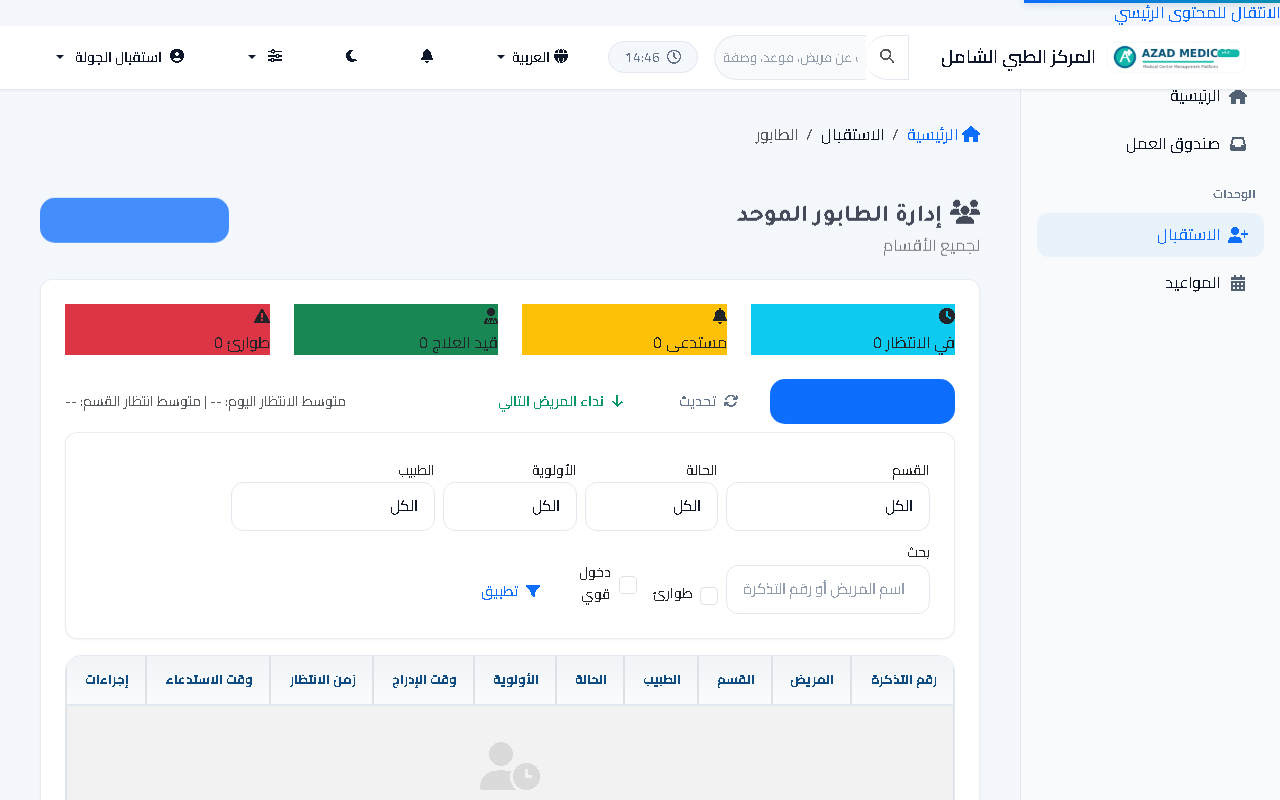 الانتقال للمحتوى الرئيسي
AZAD MEDIC
Medical Centre Management Platform
المركز الطبي الشامل
عن مريض، موعد، وصفة
14:46
العربية
استقبال الجولة
الرئيسية
صندوق العمل
الوحدات
الاستقبال
المواعيد
الرئيسية / الاستقبال / الطابور
إدارة الطابور الموحد
لجميع الأقسام
في الانتظار 0
مستدعى 0
قيد العلاج 0
طوارئ 0
تحديث
نداء المريض التالي
متوسط الانتظار اليوم: -- | متوسط انتظار القسم: --
القسم
الحالة
الأولوية
الطبيب
الكل
الكل
الكل
الكل
بحث
اسم المريض أو رقم التذكرة
طوارئ
دخول
قوي
تطبيق
رقم التذكرة
المريض
القسم
الطبيب
الحالة
الأولوية
وقت الإدراج
زمن الانتظار
وقت الاستدعاء
إجراءات